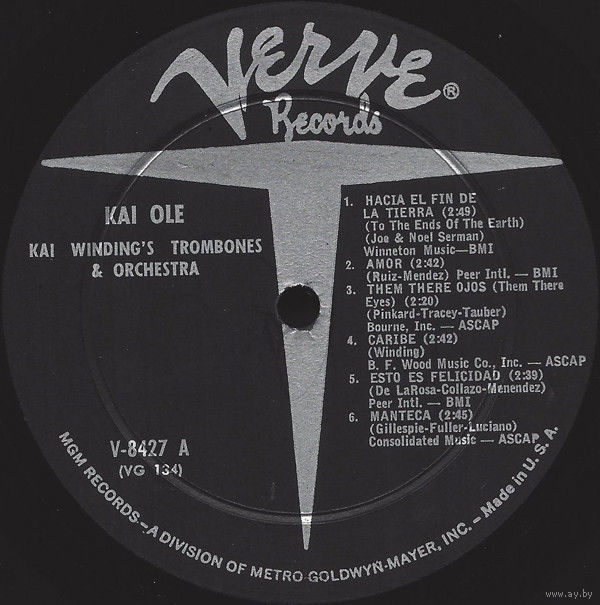 Verve®
Records
KAI OLE
KAI WINDING'S TROMBONES
& ORCHESTRA
1. HACIA EL FIN DE
LA TIERRA (2:49)
(To The Ends Of The Earth)
(Joe & Noel Serman)
Winneton Music—BMI
2. AMOR (2:42)
(Ruiz-Mendez) Peer Intl. — BMI
3. THEM THERE OJOS (Them There
Eyes) (2:20)
(Pinkard-Tracey-Tauber)
Bourne, Inc. — ASCAP
4. CARIBE (2:42)
(Winding)
B. F. Wood Music Co., Inc. — ASCAP
5. ESTO ES FELICIDAD (2:39)
(De LaRosa-Collazo-Menendez)
Peer Intl. — BMI
6. MANTECA (2:45)
(Gillespie-Fuller-Luciano)
Consolidated Music — ASCAP
V-8427 A
(VG 134)
MGM RECORDS—A DIVISION OF METRO-GOLDWYN-MAYER, INC. – Made in U. S. A.
www.ay.by